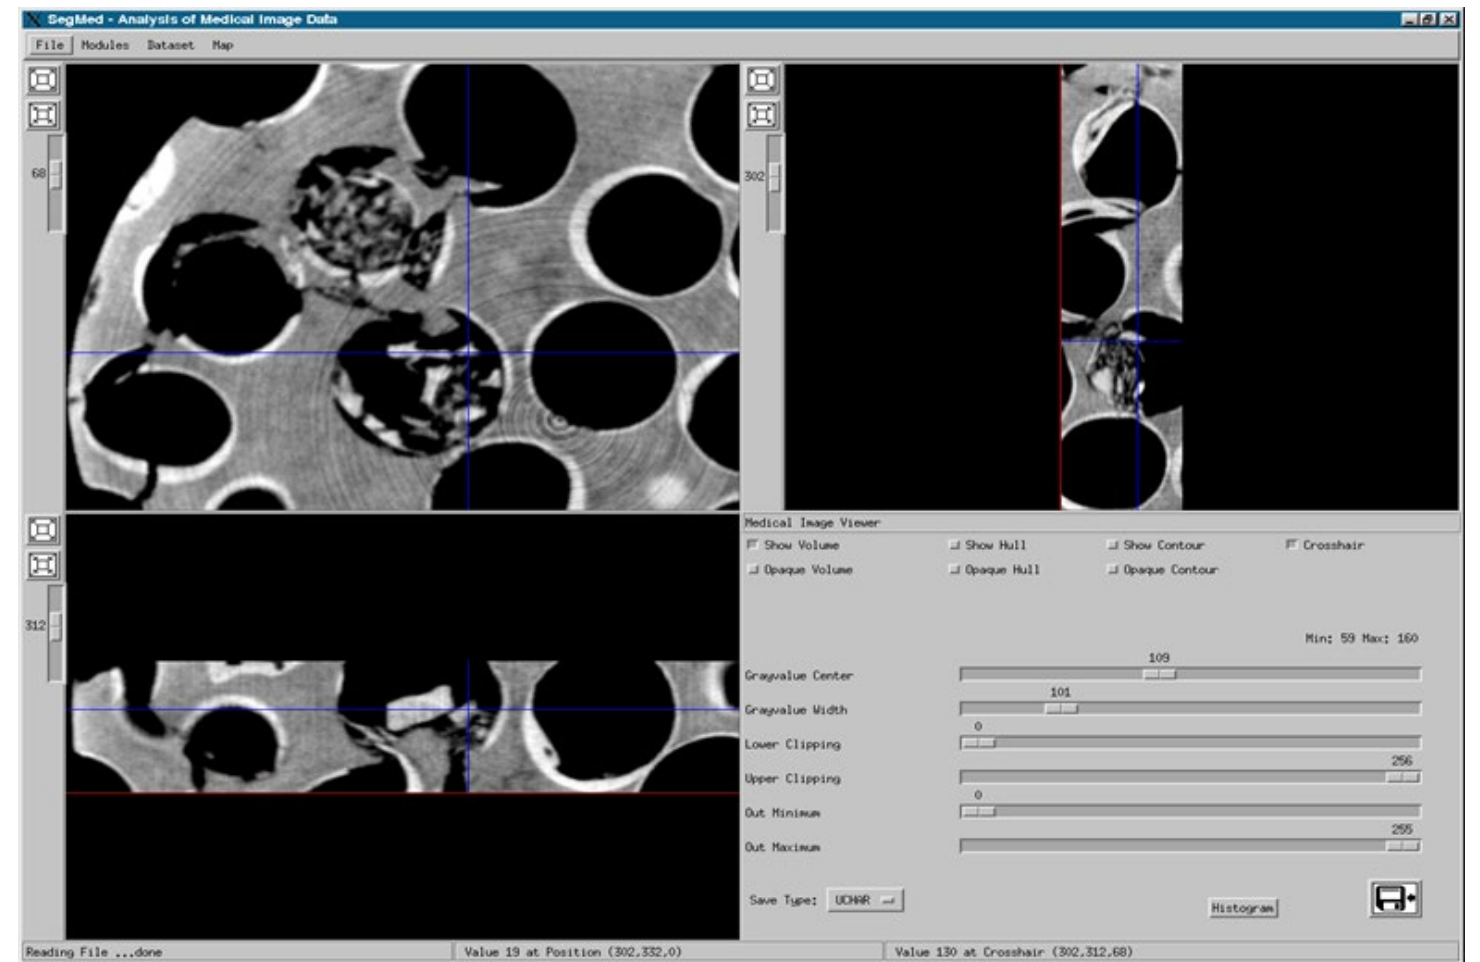 SegMed - Analysis of Medical Image Data
File Modules Dataset Map
68
302
312
Medical Image Viewer
Show Volume Show Hull Show Contour Crosshair
Opaque Volume Opaque Hull Opaque Contour
Min: 59 Max: 160
109
Grayvalue Center
101
Grayvalue Width
0
Lower Clipping
256
Upper Clipping
0
Out Minimum
255
Out Maximum
Save Type: UCHAR
Histogram
Reading File ...done Value 19 at Position (302,332,0) Value 130 at Crosshair (302,312,68)